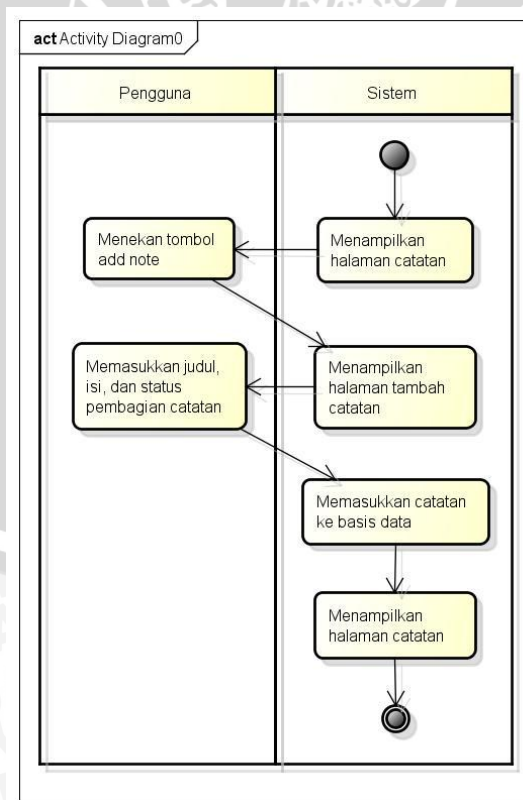 act Activity Diagram0
Pengguna
Sistem
Menampilkan
halaman catatan
Menekan tombol
add note
Menampilkan
halaman tambah
catatan
Memasukkan judul,
isi, dan status
pembagian catatan
Memasukkan catatan
ke basis data
Menampilkan
halaman catatan